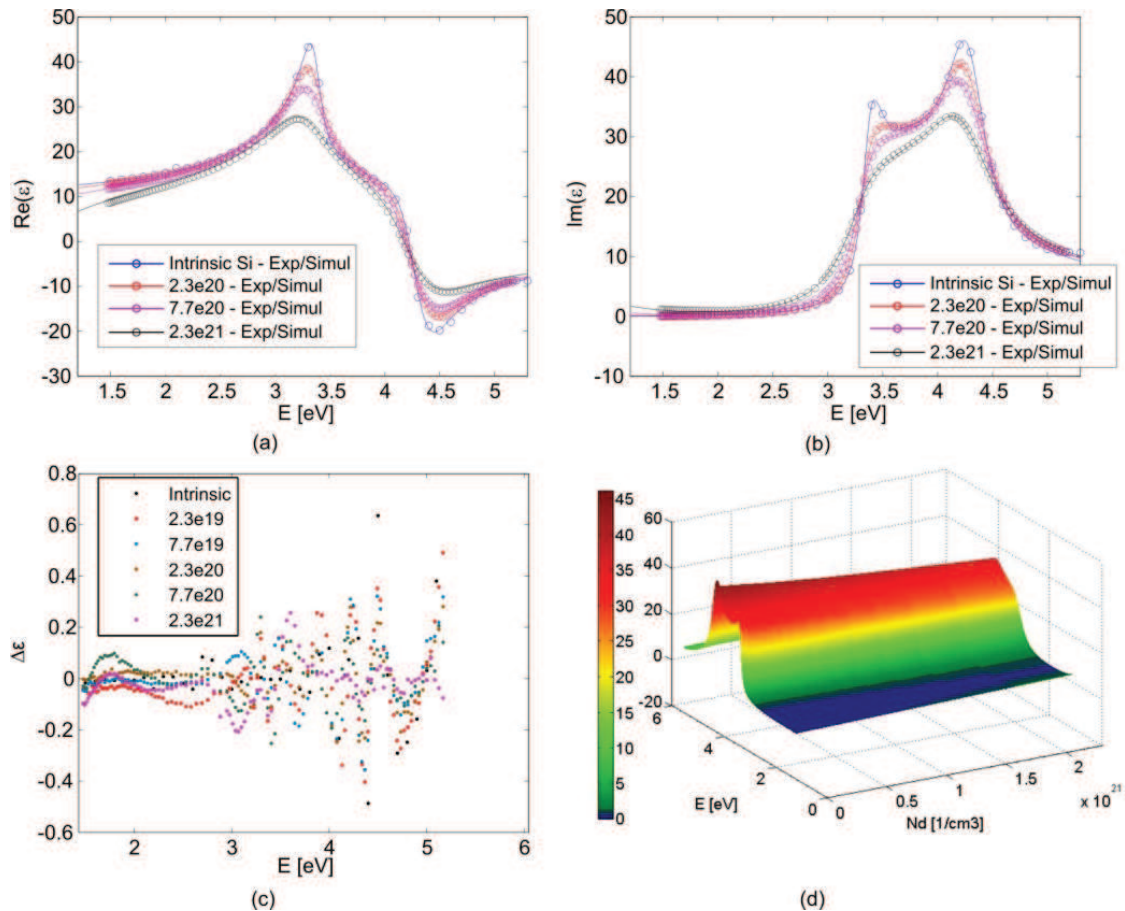 50
40
30
20
10
0
-10
-20
-30
Re(ε)
1.5 2 2.5 3 3.5 4 4.5 5
E [eV]
Intrinsic Si - Exp/Simul
2.3e20 - Exp/Simul
7.7e20 - Exp/Simul
2.3e21 - Exp/Simul
(a)
50
40
30
20
10
0
-10
Im(ε)
1.5 2 2.5 3 3.5 4 4.5 5
E [eV]
Intrinsic Si - Exp/Simul
2.3e20 - Exp/Simul
7.7e20 - Exp/Simul
2.3e21 - Exp/Simul
(b)
0.8
0.6
0.4
0.2
0
-0.2
-0.4
-0.6
Δε
2 3 4 5 6
E [eV]
Intrinsic
2.3e19
7.7e19
2.3e20
7.7e20
2.3e21
(c)
45
40
35
30
25
20
15
10
5
0
60
40
20
0
-20
6 4 2 0
E [eV]
0 0.5 1 1.5 2
x 10^21
Nd [1/cm3]
(d)